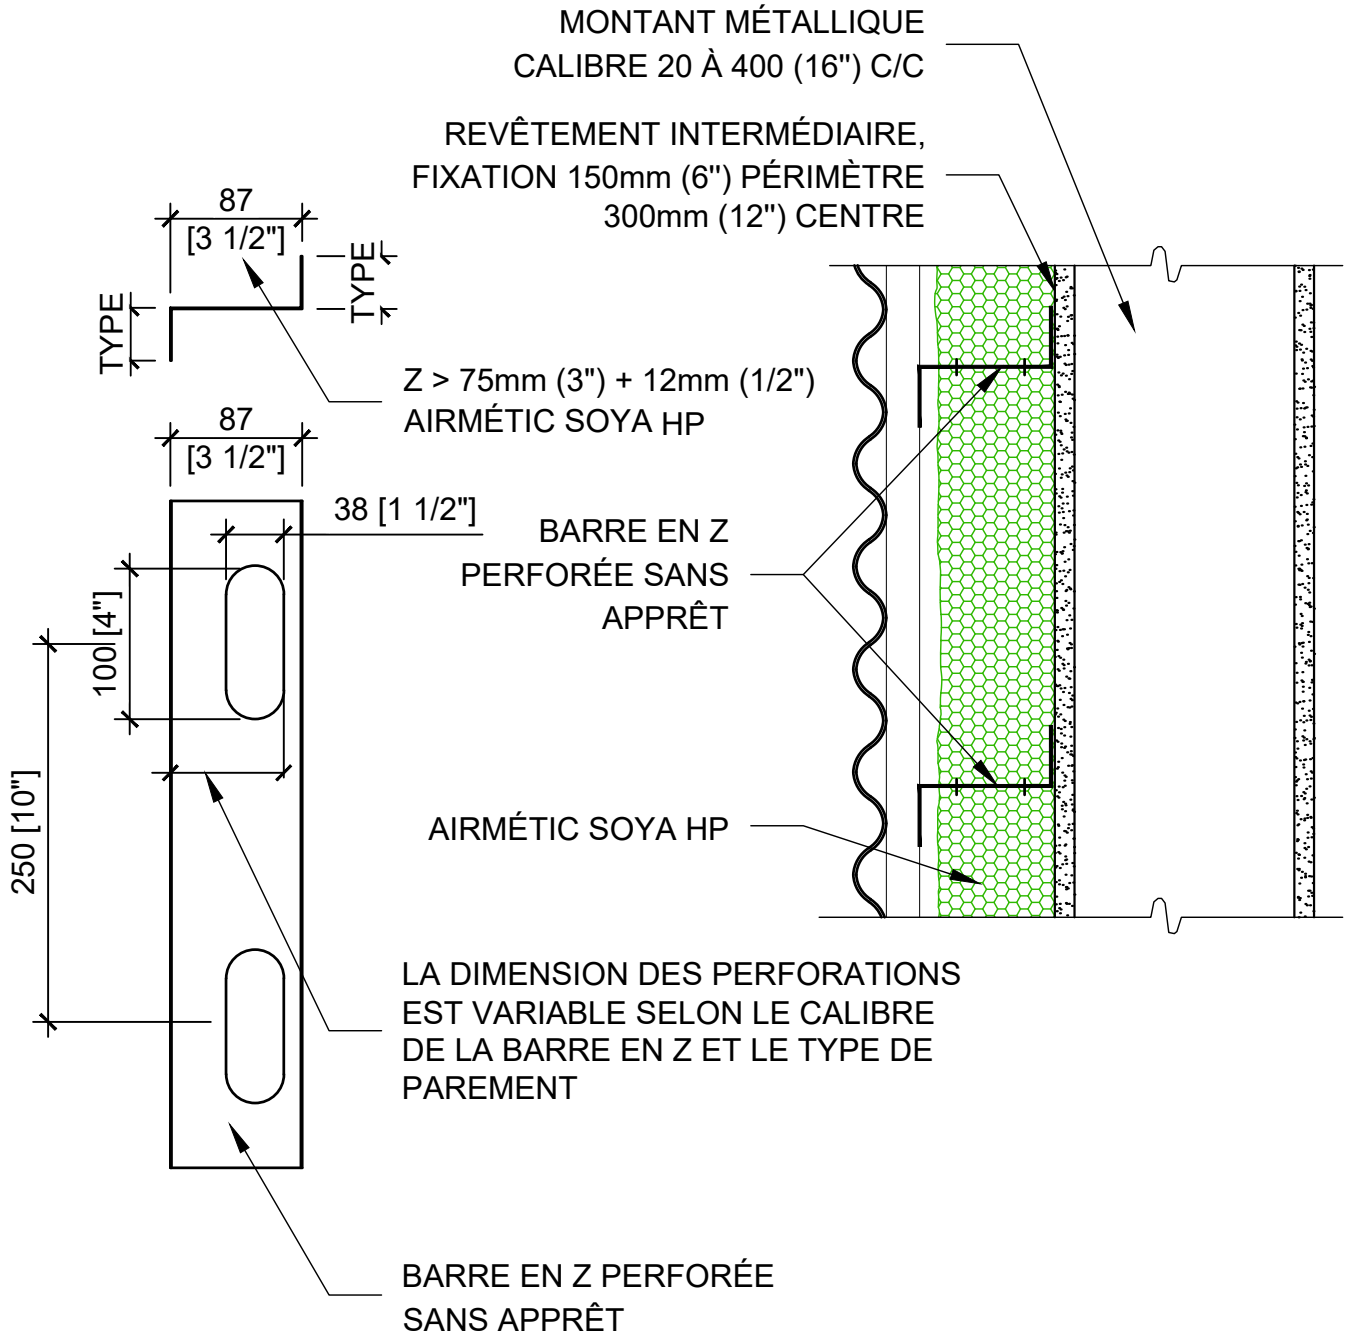 MONTANT MÉTALLIQUE
CALIBRE 20 À 400 (16") C/C
REVÊTEMENT INTERMÉDIAIRE,
FIXATION 150mm (6") PÉRIMÈTRE
300mm (12") CENTRE
87
[3 1/2"]
TYPE
TYPE
Z > 75mm (3") + 12mm (1/2")
AIRMÉTIC SOYA HP
87
[3 1/2"]
38 [1 1/2"]
100 [4"]
250 [10"]
BARRE EN Z
PERFORÉE SANS
APPRÊT
AIRMÉTIC SOYA HP
LA DIMENSION DES PERFORATIONS
EST VARIABLE SELON LE CALIBRE
DE LA BARRE EN Z ET LE TYPE DE
PAREMENT
BARRE EN Z PERFORÉE
SANS APPRÊT